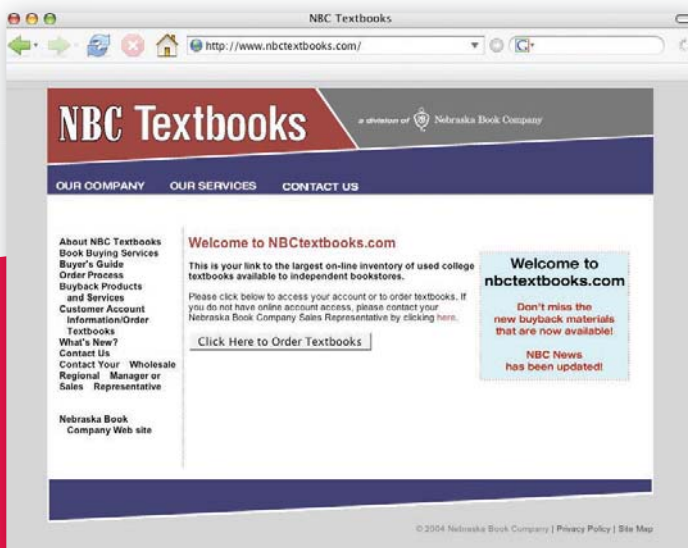 NBC Textbooks
http://www.nbctextbooks.com/
G
NBC Textbooks
a division of Nebraska Book Company
OUR COMPANY OUR SERVICES CONTACT US
About NBC Textbooks
Book Buying Services
Buyer's Guide
Order Process
Buyback Products
and Services
Customer Account
Information/Order
Textbooks
What's New?
Contact Us
Contact Your Wholesale
Regional Manager or
Sales Representative
Nebraska Book
Company Web site
Welcome to NBCtextbooks.com
This is your link to the largest on-line inventory of used college
textbooks available to independent bookstores.
Please click below to access your account or to order textbooks. If
you do not have online account access, please contact your
Nebraska Book Company Sales Representative by clicking here.
Click Here to Order Textbooks
Welcome to
nbctextbooks.com
Don't miss the
new buyback materials
that are now available!
NBC News
has been updated!
© 2004 Nebraska Book Company | Privacy Policy | Site Map